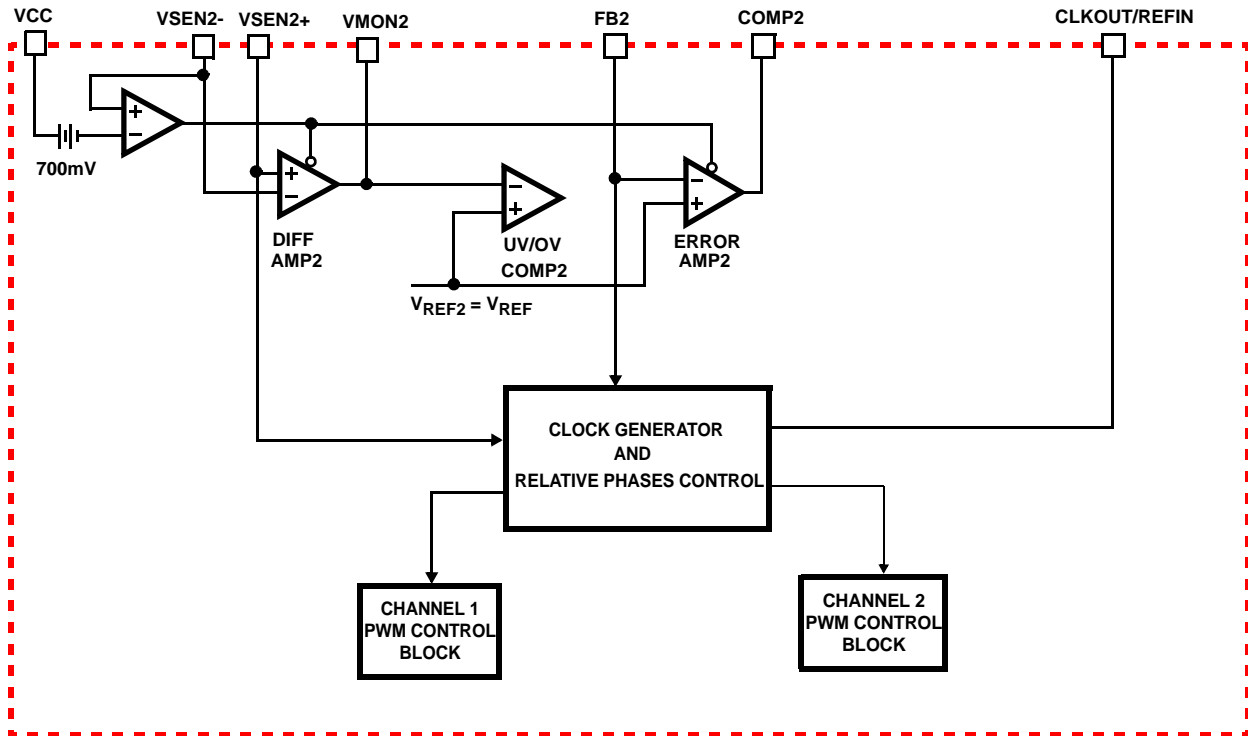 VCC
VSEN2-
VSEN2+
VMON2
FB2
COMP2
CLKOUT/REFIN
+
−
700mV
+
−
DIFF
AMP2
−
+
UV/OV
COMP2
−
+
ERROR
AMP2
VREF2 = VREF
CLOCK GENERATOR
AND
RELATIVE PHASES CONTROL
CHANNEL 1
PWM CONTROL
BLOCK
CHANNEL 2
PWM CONTROL
BLOCK